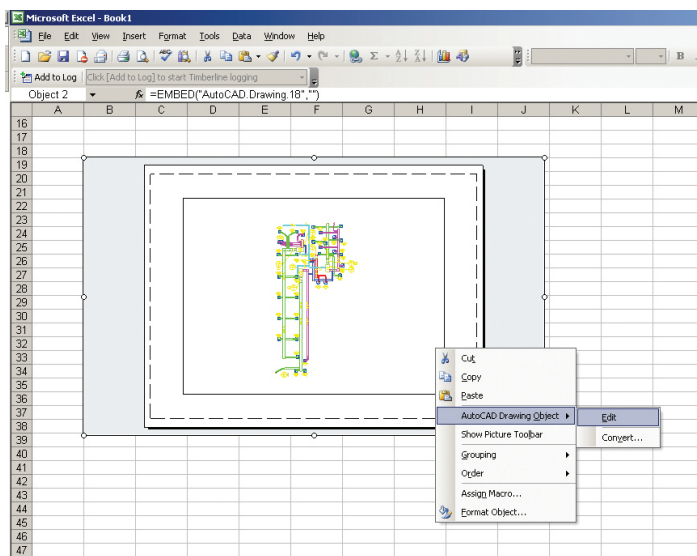 Microsoft Excel - Book1
File Edit View Insert Format Tools Data Window Help
B
Add to Log Click [Add to Log] to start Timberline logging
Object 2 fx =EMBED("AutoCAD.Drawing.18","")
A B C D E F G H I J K L M
16
17
18
19
20
21
22
23
24
25
26
27
28
29
30
31
32
33
34
35
36
37
38
39
40
41
42
43
44
45
46
47
Cut
Copy
Paste
AutoCAD Drawing Object Edit
Show Picture Toolbar Convert...
Grouping
Order
Assign Macro...
Format Object...